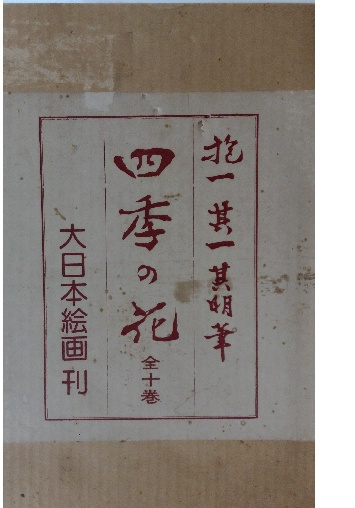 抱一其一其明筆
四季の花
全十巻
大日本絵画刊